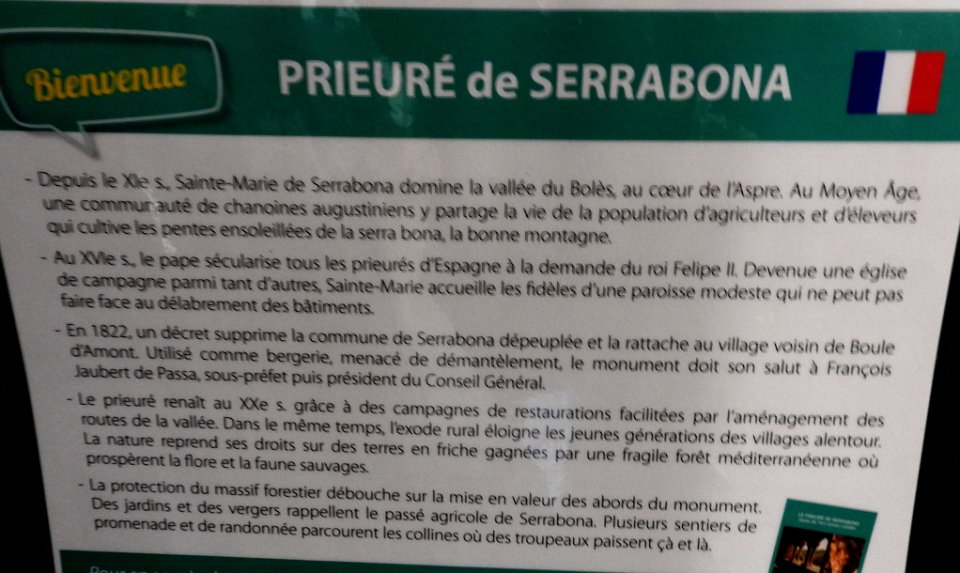 Bienvenue
PRIEURÉ de SERRABONA
- Depuis le XIe s., Sainte-Marie de Serrabona domine la vallée du Bolès, au cœur de l'Aspre. Au Moyen Âge,
une communauté de chanoines augustiniens y partage la vie de la population d'agriculteurs et d'éleveurs
qui cultive les pentes ensoleillées de la serra bona, la bonne montagne.
- Au XVIe s., le pape sécularise tous les prieurés d'Espagne à la demande du roi Felipe II. Devenue une église
de campagne parmi tant d'autres, Sainte-Marie accueille les fidèles d'une paroisse modeste qui ne peut pas
faire face au délabrement des bâtiments.
- En 1822, un décret supprime la commune de Serrabona dépeuplée et la rattache au village voisin de Boule
d'Amont. Utilisé comme bergerie, menacé de démantèlement, le monument doit son salut à François
Jaubert de Passa, sous-préfet puis président du Conseil Général.
- Le prieuré renaît au XXe s. grâce à des campagnes de restaurations facilitées par l'aménagement des
routes de la vallée. Dans le même temps, l'exode rural éloigne les jeunes générations des villages alentour.
La nature reprend ses droits sur des terres en friche gagnées par une fragile forêt méditerranéenne où
prospèrent la flore et la faune sauvages.
- La protection du massif forestier débouche sur la mise en valeur des abords du monument.
Des jardins et des vergers rappellent le passé agricole de Serrabona. Plusieurs sentiers de
promenade et de randonnée parcourent les collines où des troupeaux paissent çà et là.
LE PRIEURÉ DE SERRABONE